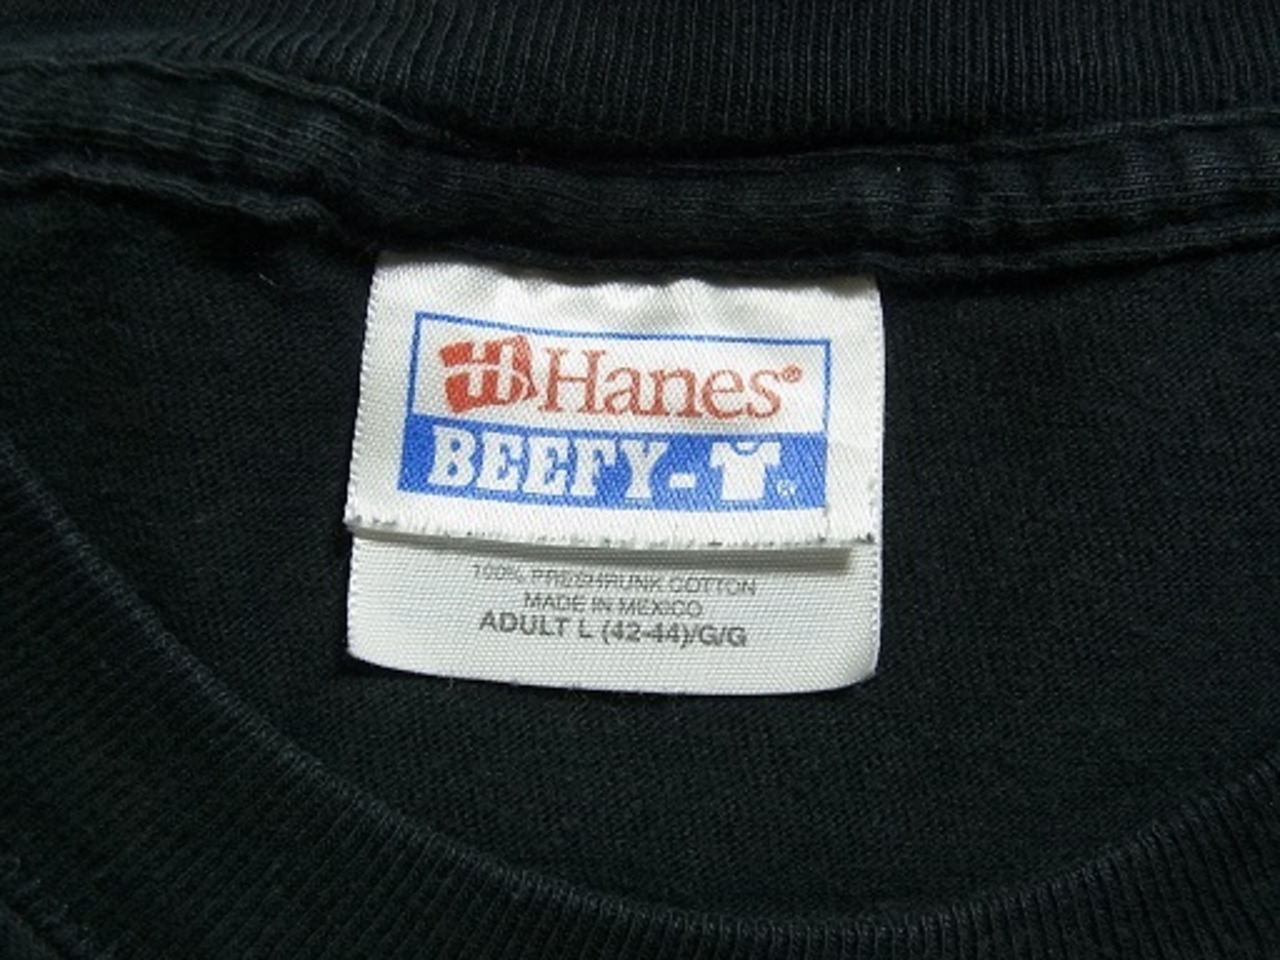 Hanes®
BEEFY-T
100% PRESHRUNK COTTON
MADE IN MEXICO
ADULT L (42-44)/G/G